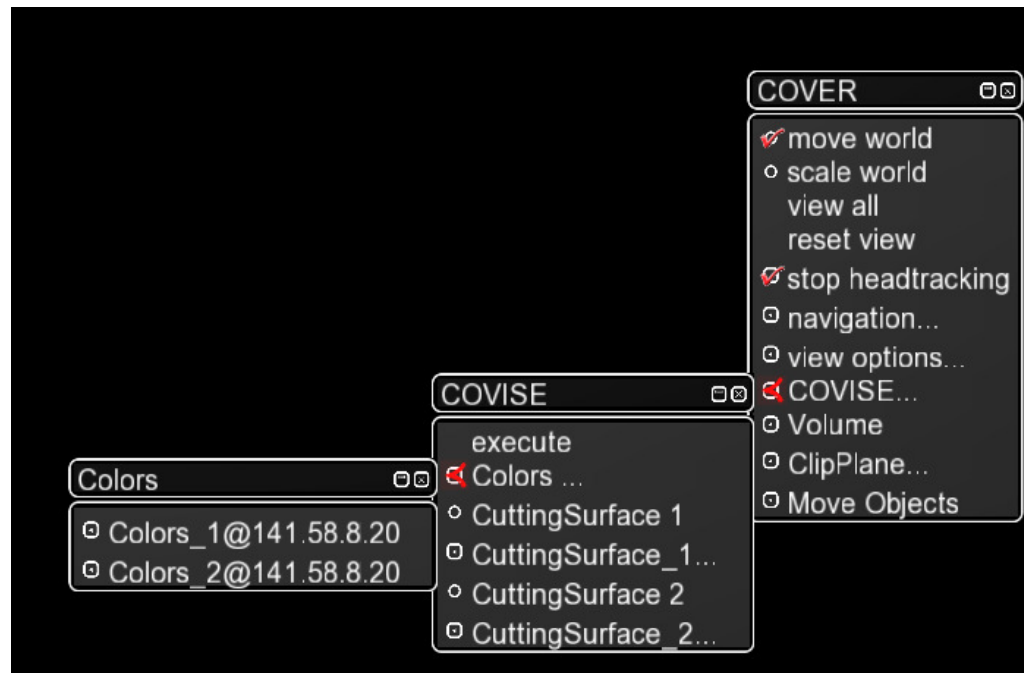 COVER
move world
scale world
view all
reset view
stop headtracking
navigation...
view options...
COVISE...
Volume
ClipPlane...
Move Objects
COVISE
execute
Colors ...
CuttingSurface 1
CuttingSurface_1...
CuttingSurface 2
CuttingSurface_2...
Colors
Colors_1@141.58.8.20
Colors_2@141.58.8.20